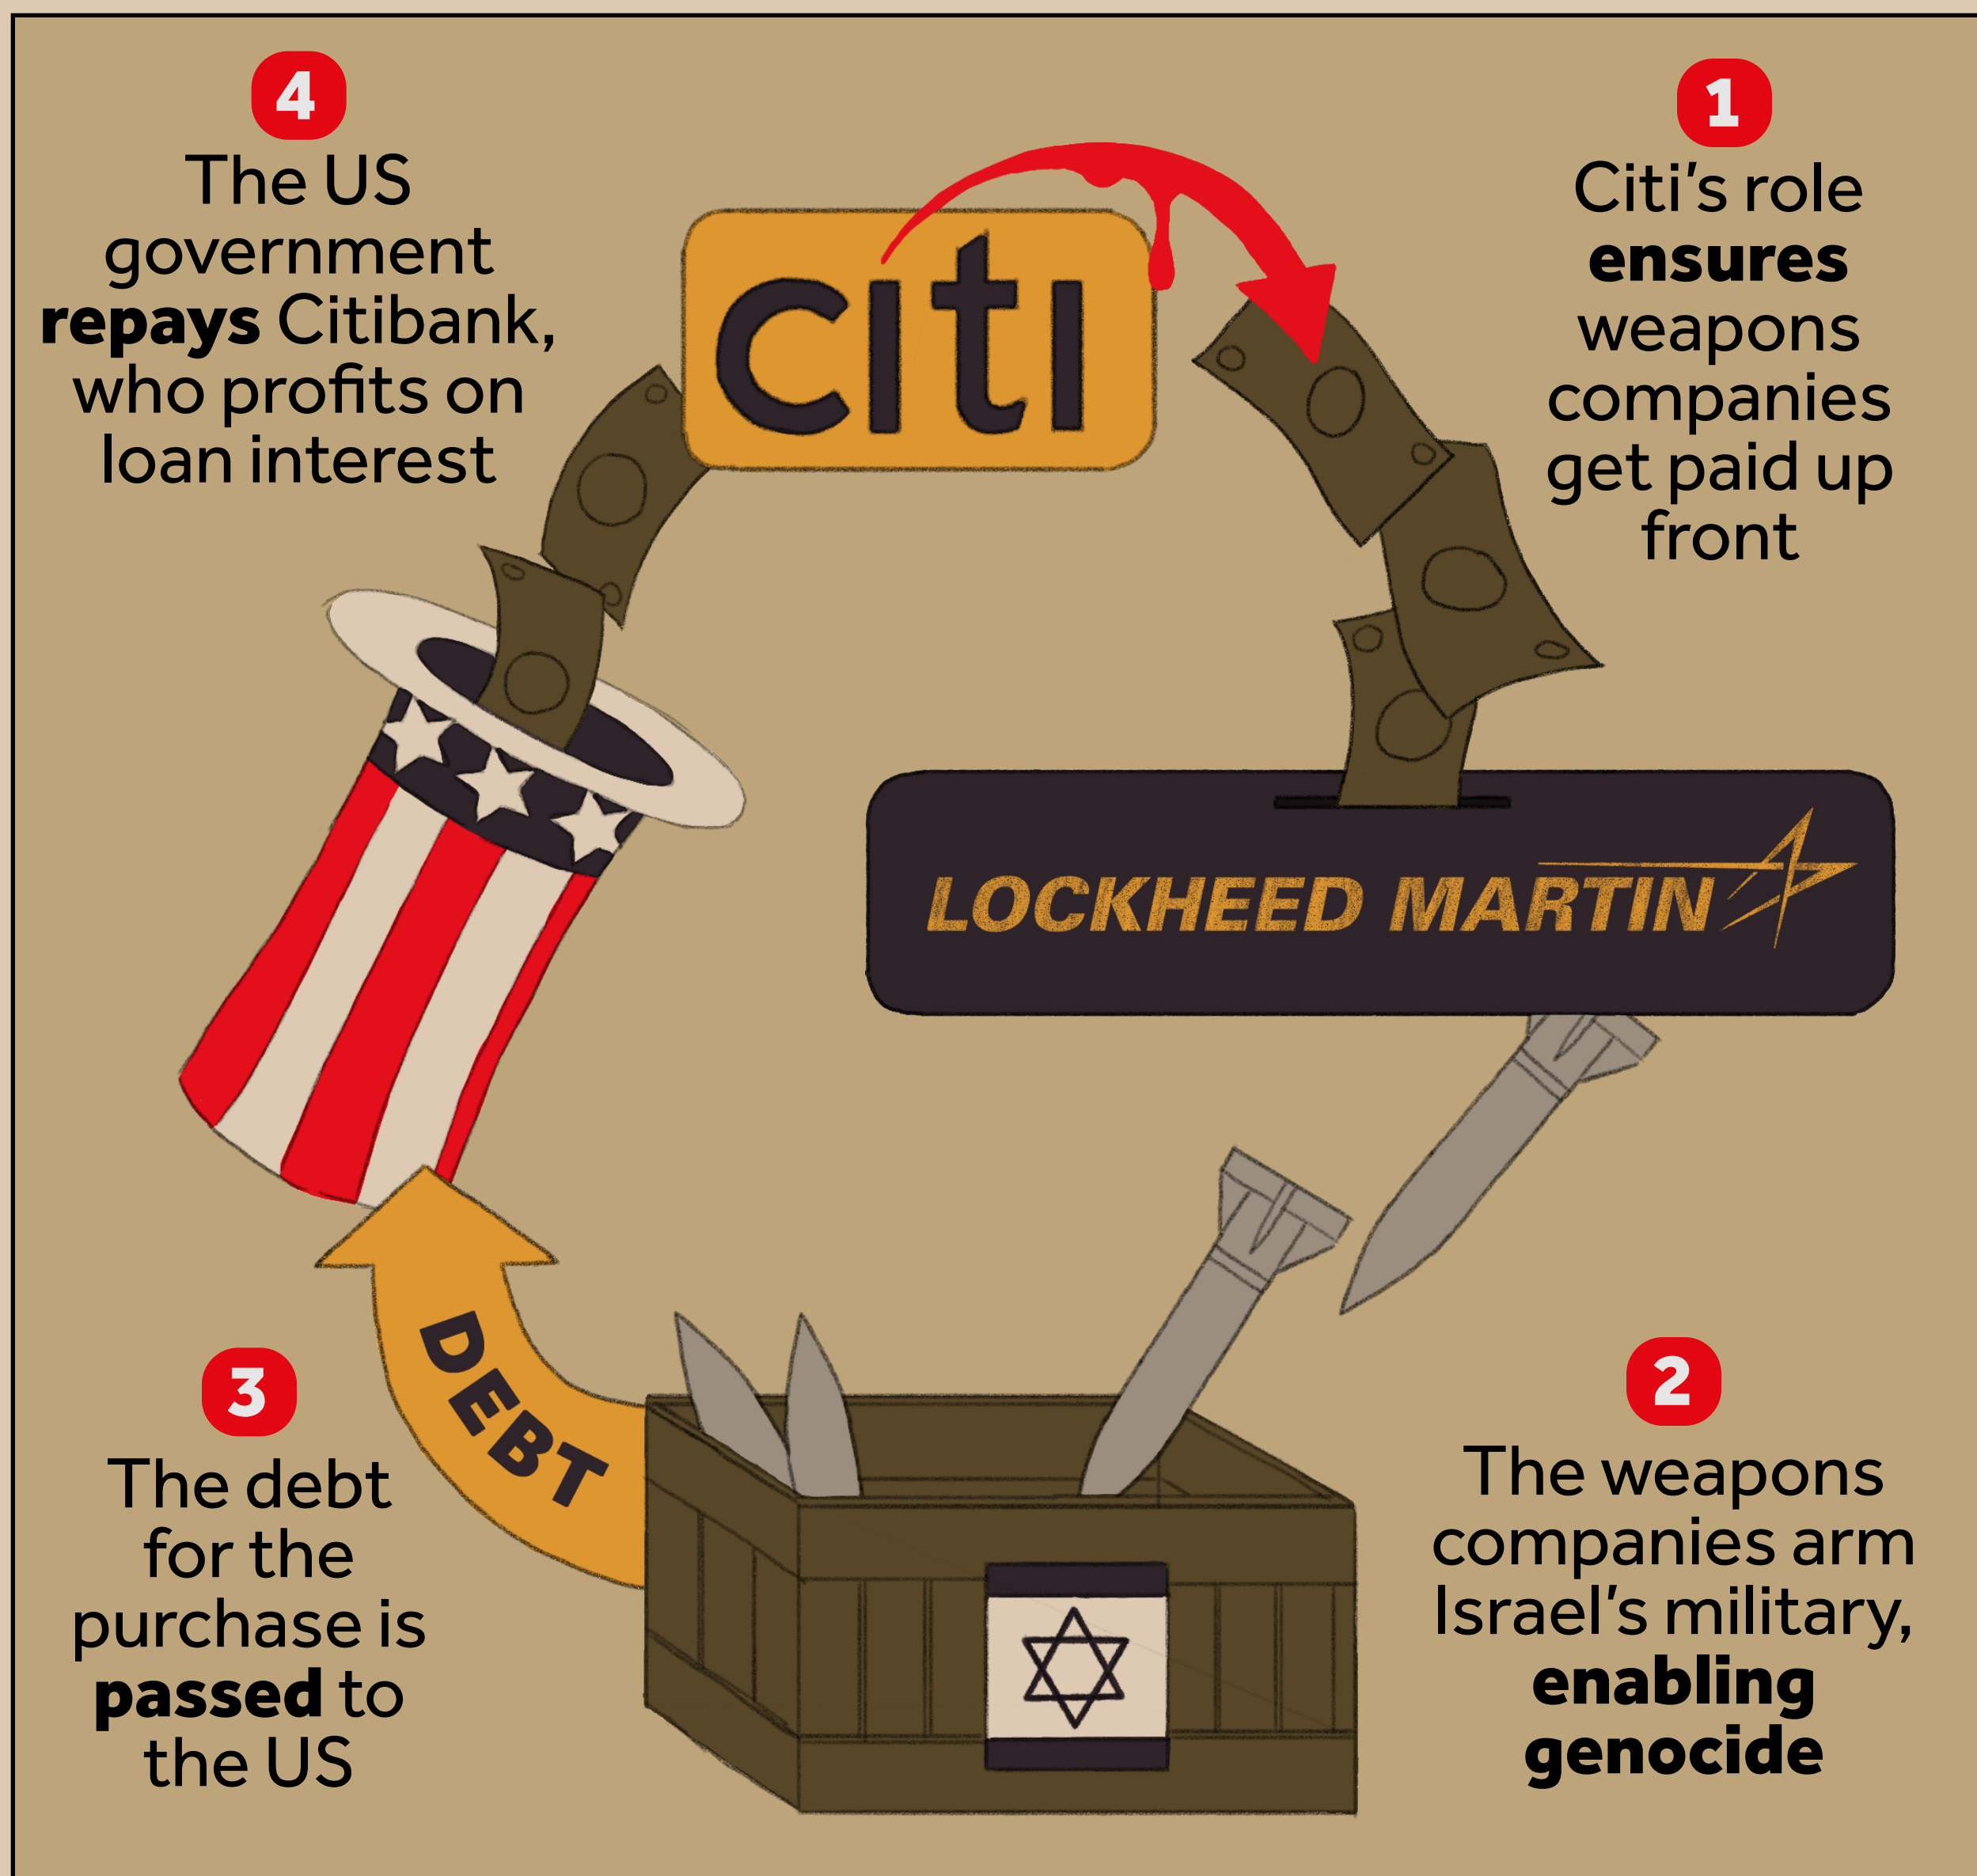 4
The US
government
repays Citibank,
who profits on
loan interest
citi
1
Citi's role
ensures
weapons
companies
get paid up
front
LOCKHEED MARTIN
DEBT
3
The debt
for the
purchase is
passed to
the US
2
The weapons
companies arm
Israel's military,
enabling
genocide